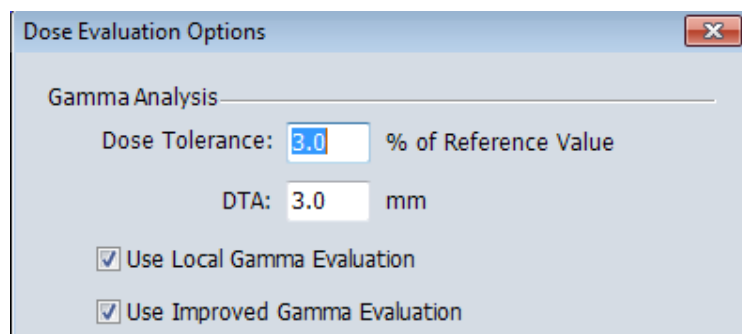 Dose Evaluation Options
Gamma Analysis
Dose Tolerance: 3.0 % of Reference Value
DTA: 3.0 mm
Use Local Gamma Evaluation
Use Improved Gamma Evaluation